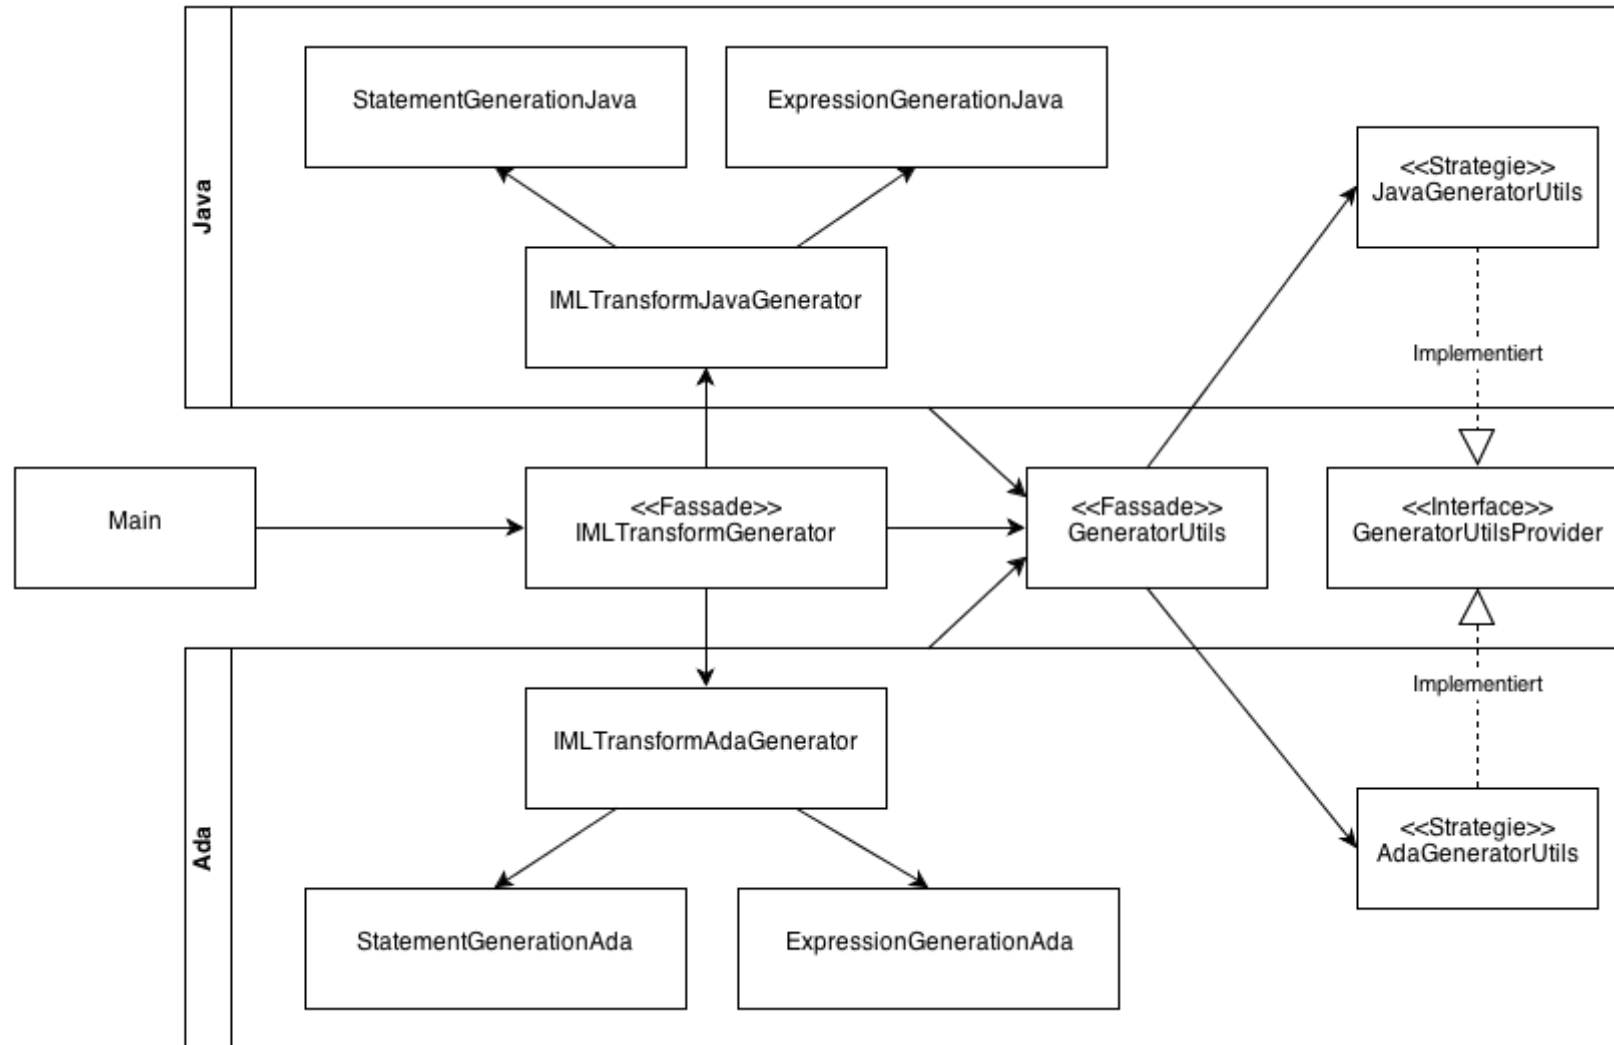 StatementGenerationJava
ExpressionGenerationJava
<<Strategie>>
JavaGeneratorUtils
Java
IMLTransformJavaGenerator
Implementiert
Main
<<Fassade>>
IMLTransformGenerator
<<Fassade>>
GeneratorUtils
<<Interface>>
GeneratorUtilsProvider
Implementiert
IMLTransformAdaGenerator
Ada
<<Strategie>>
AdaGeneratorUtils
StatementGenerationAda
ExpressionGenerationAda